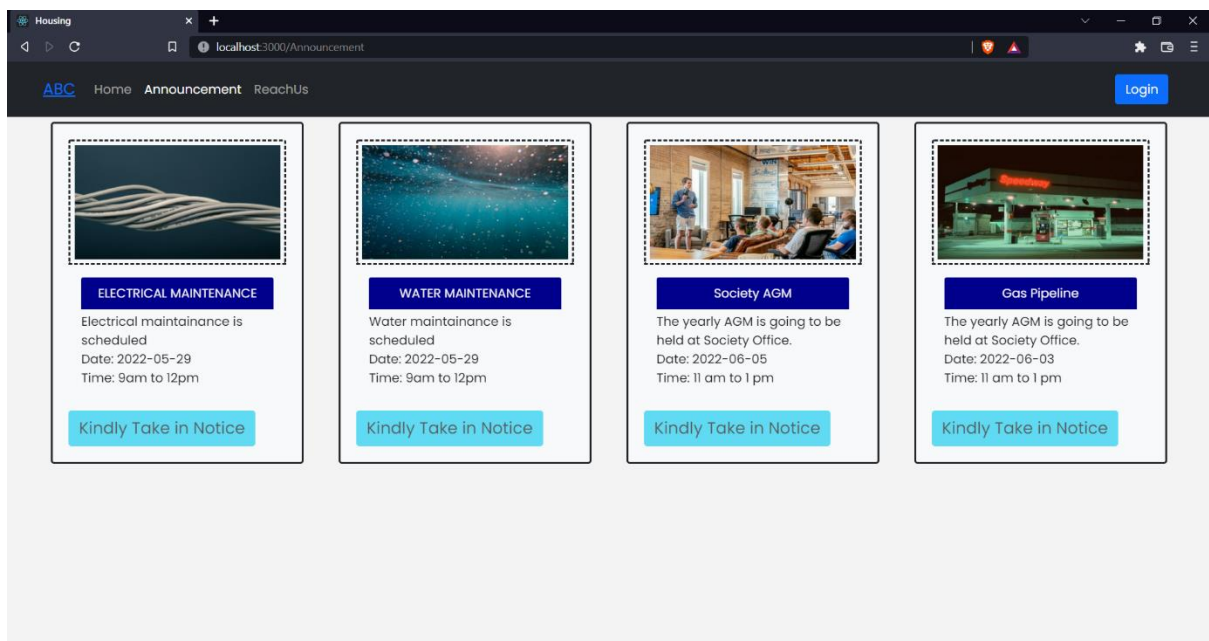 Housing
localhost:3000/Announcement
ABC Home Announcement ReachUs Login
Speedway
ELECTRICAL MAINTENANCE
Electrical maintainance is
scheduled
Date: 2022-05-29
Time: 9am to 12pm
Kindly Take in Notice
WATER MAINTENANCE
Water maintainance is
scheduled
Date: 2022-05-29
Time: 9am to 12pm
Kindly Take in Notice
Society AGM
The yearly AGM is going to be
held at Society Office.
Date: 2022-06-05
Time: 11 am to 1 pm
Kindly Take in Notice
Gas Pipeline
The yearly AGM is going to be
held at Society Office.
Date: 2022-06-03
Time: 11 am to 1 pm
Kindly Take in Notice